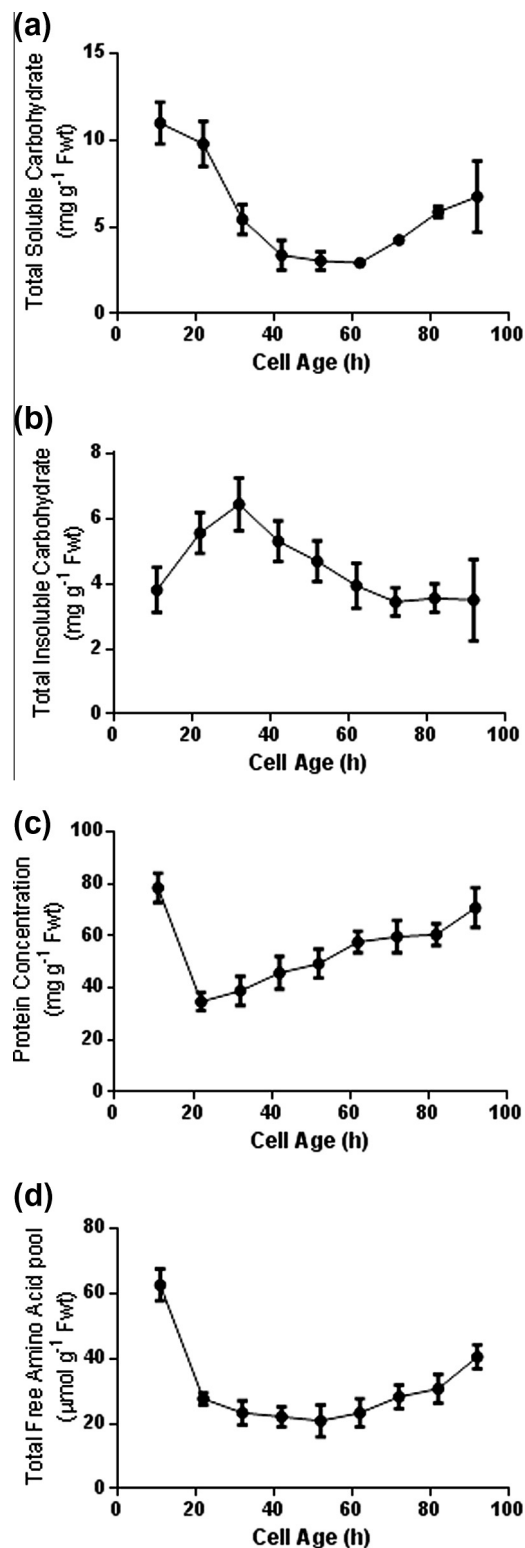 (a)
Total Soluble Carbohydrate
(mg g⁻¹ Fwt)
15
10
5
0
0 20 40 60 80 100
Cell Age (h)
(b)
Total Insoluble Carbohydrate
(mg g⁻¹ Fwt)
8
6
4
2
0
0 20 40 60 80 100
Cell Age (h)
(c)
Protein Concentration
(mg g⁻¹ Fwt)
100
80
60
40
20
0
0 20 40 60 80 100
Cell Age (h)
(d)
Total Free Amino Acid pool
(µmol g⁻¹ Fwt)
80
60
40
20
0
0 20 40 60 80 100
Cell Age (h)